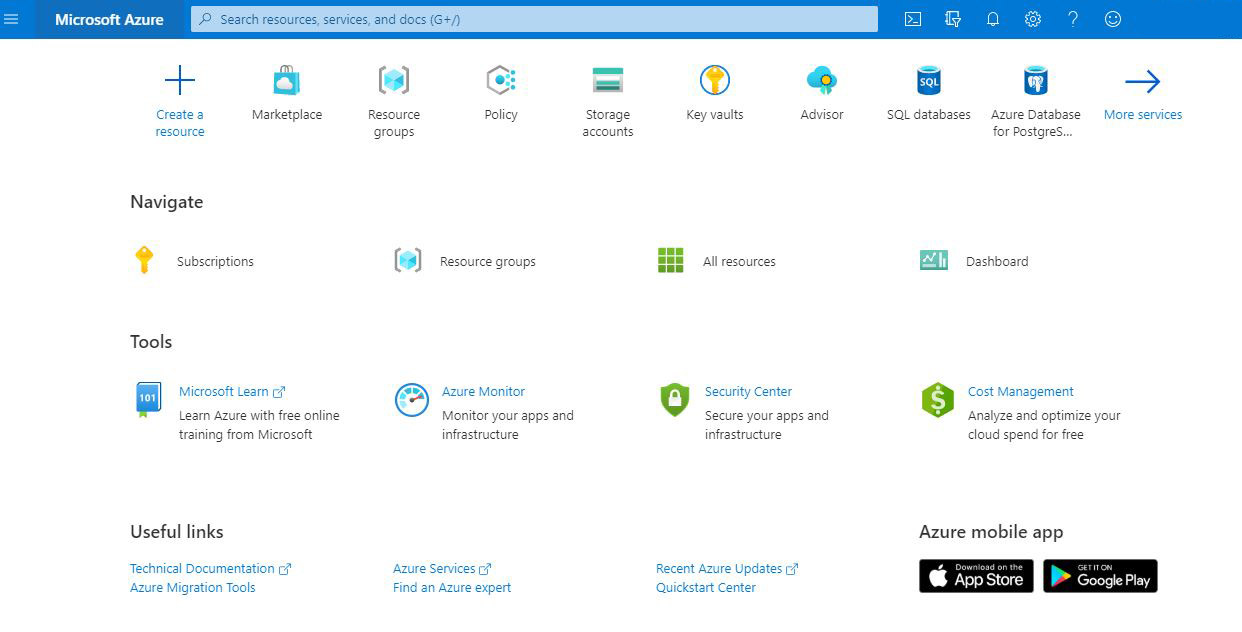 Microsoft Azure
Search resources, services, and docs (G+/)
Create a
resource
Marketplace
Resource
groups
Policy
Storage
accounts
Key vaults
Advisor
SQL
SQL databases
Azure Database
for PostgreS...
More services
Navigate
Subscriptions
Resource groups
All resources
Dashboard
Tools
101
Microsoft Learn
Learn Azure with free online
training from Microsoft
Azure Monitor
Monitor your apps and
infrastructure
Security Center
Secure your apps and
infrastructure
Cost Management
Analyze and optimize your
cloud spend for free
Useful links
Technical Documentation
Azure Migration Tools
Azure Services
Find an Azure expert
Recent Azure Updates
Quickstart Center
Azure mobile app
Download on the
App Store
GET IT ON
Google Play